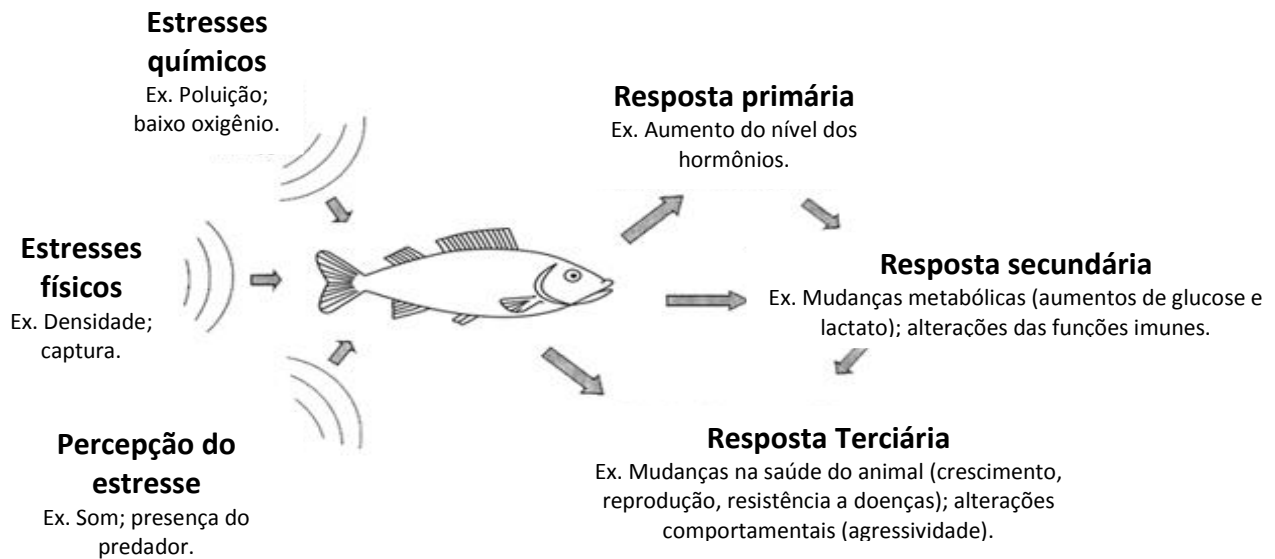 Estresses
químicos
Ex. Poluição;
baixo oxigênio.
Estresses
físicos
Ex. Densidade;
captura.
Percepção do
estresse
Ex. Som; presença do
predador.
Resposta primária
Ex. Aumento do nível dos
hormônios.
Resposta secundária
Ex. Mudanças metabólicas (aumentos de glucose e
lactato); alterações das funções imunes.
Resposta Terciária
Ex. Mudanças na saúde do animal (crescimento,
reprodução, resistência a doenças); alterações
comportamentais (agressividade).